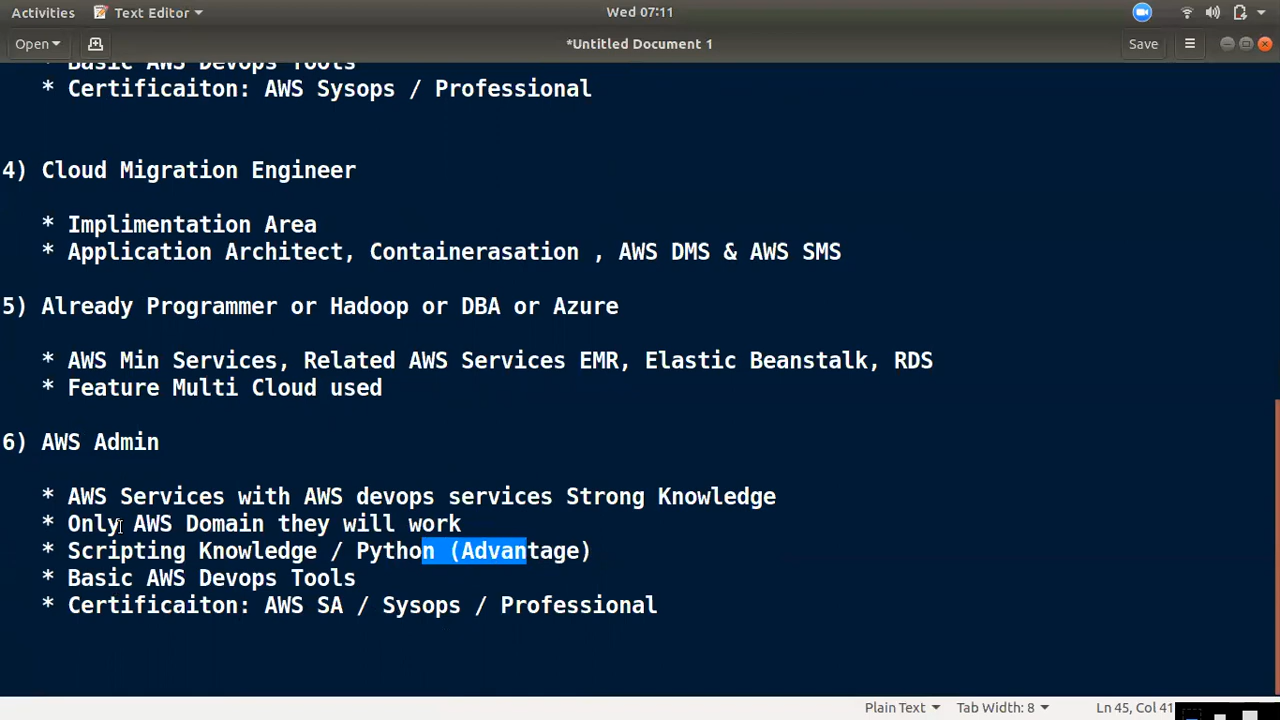 Activities Text Editor Wed 07:11
Open *Untitled Document 1 Save
* Basic AWS Devops Tools
* Certificaiton: AWS Sysops / Professional
4) Cloud Migration Engineer
* Implimentation Area
* Application Architect, Containerasation , AWS DMS & AWS SMS
5) Already Programmer or Hadoop or DBA or Azure
* AWS Min Services, Related AWS Services EMR, Elastic Beanstalk, RDS
* Feature Multi Cloud used
6) AWS Admin
* AWS Services with AWS devops services Strong Knowledge
* Only AWS Domain they will work
* Scripting Knowledge / Python (Advantage)
* Basic AWS Devops Tools
* Certificaiton: AWS SA / Sysops / Professional
Plain Text Tab Width: 8 Ln 45, Col 41